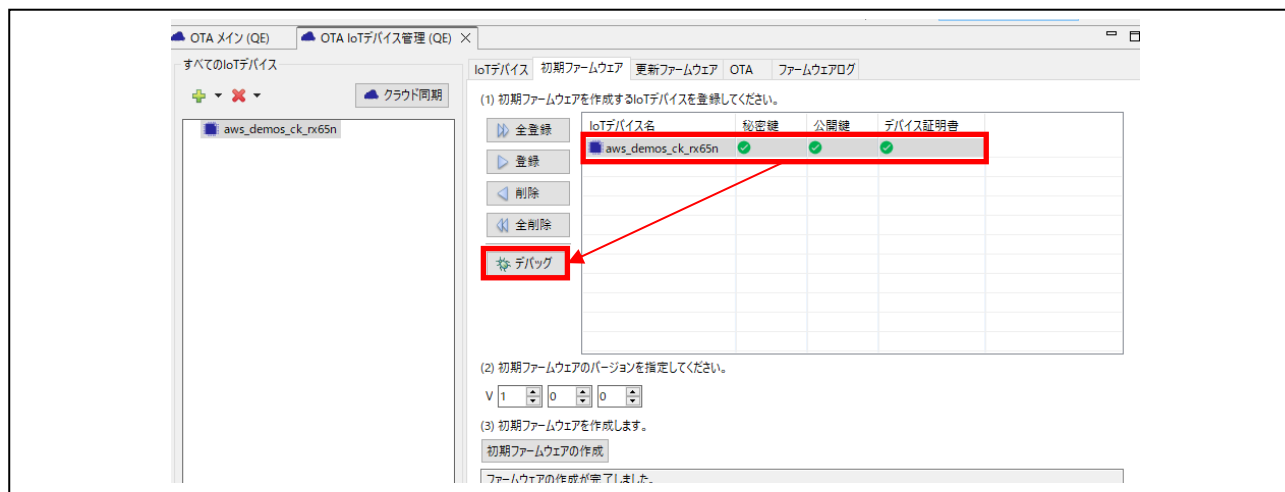 OTA メイン (QE)
OTA IoTデバイス管理 (QE)
すべてのIoTデバイス
クラウド同期
aws_demos_ck_rx65n
IoTデバイス 初期ファームウェア 更新ファームウェア OTA ファームウェアログ
(1) 初期ファームウェアを作成するIoTデバイスを登録してください。
全登録
登録
削除
全削除
デバッグ
IoTデバイス名 秘密鍵 公開鍵 デバイス証明書
aws_demos_ck_rx65n
(2) 初期ファームウェアのバージョンを指定してください。
V 1 0 0
(3) 初期ファームウェアを作成します。
初期ファームウェアの作成
ファームウェアの作成が完了しました。